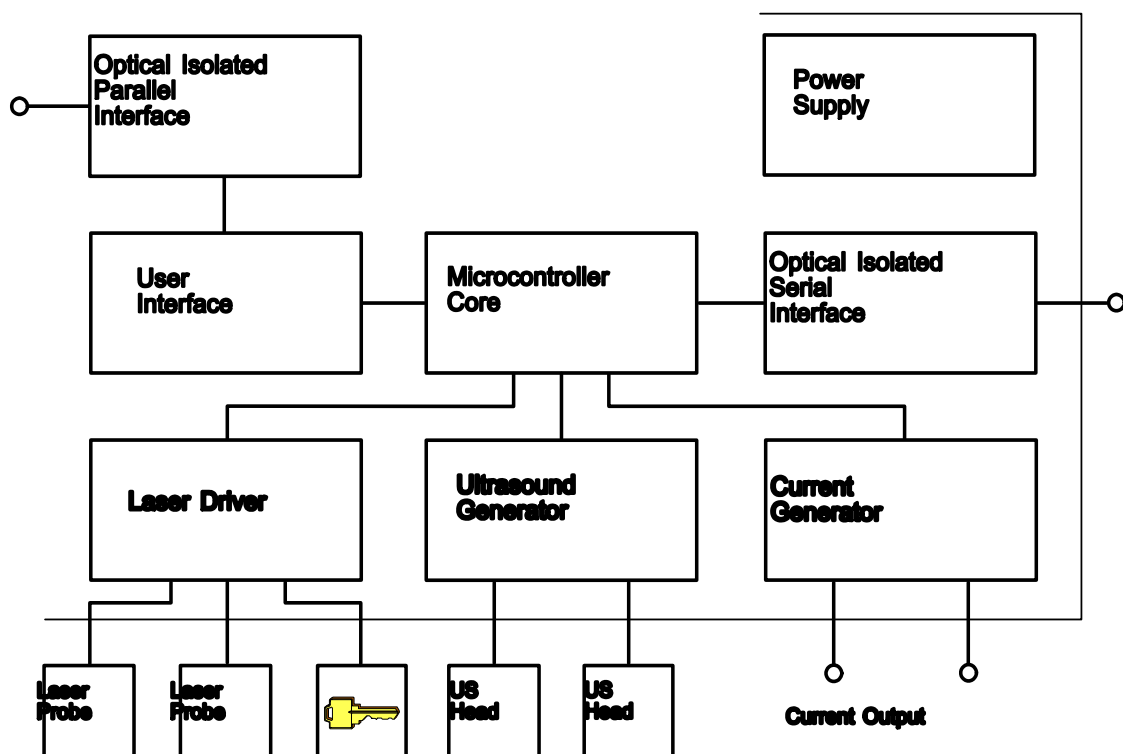 Optical Isolated
Parallel
Interface
Power
Supply
User
Interface
Microcontroller
Core
Optical Isolated
Serial
Interface
Laser Driver
Ultrasound
Generator
Current
Generator
Laser
Probe
Laser
Probe
US
Head
US
Head
Current Output